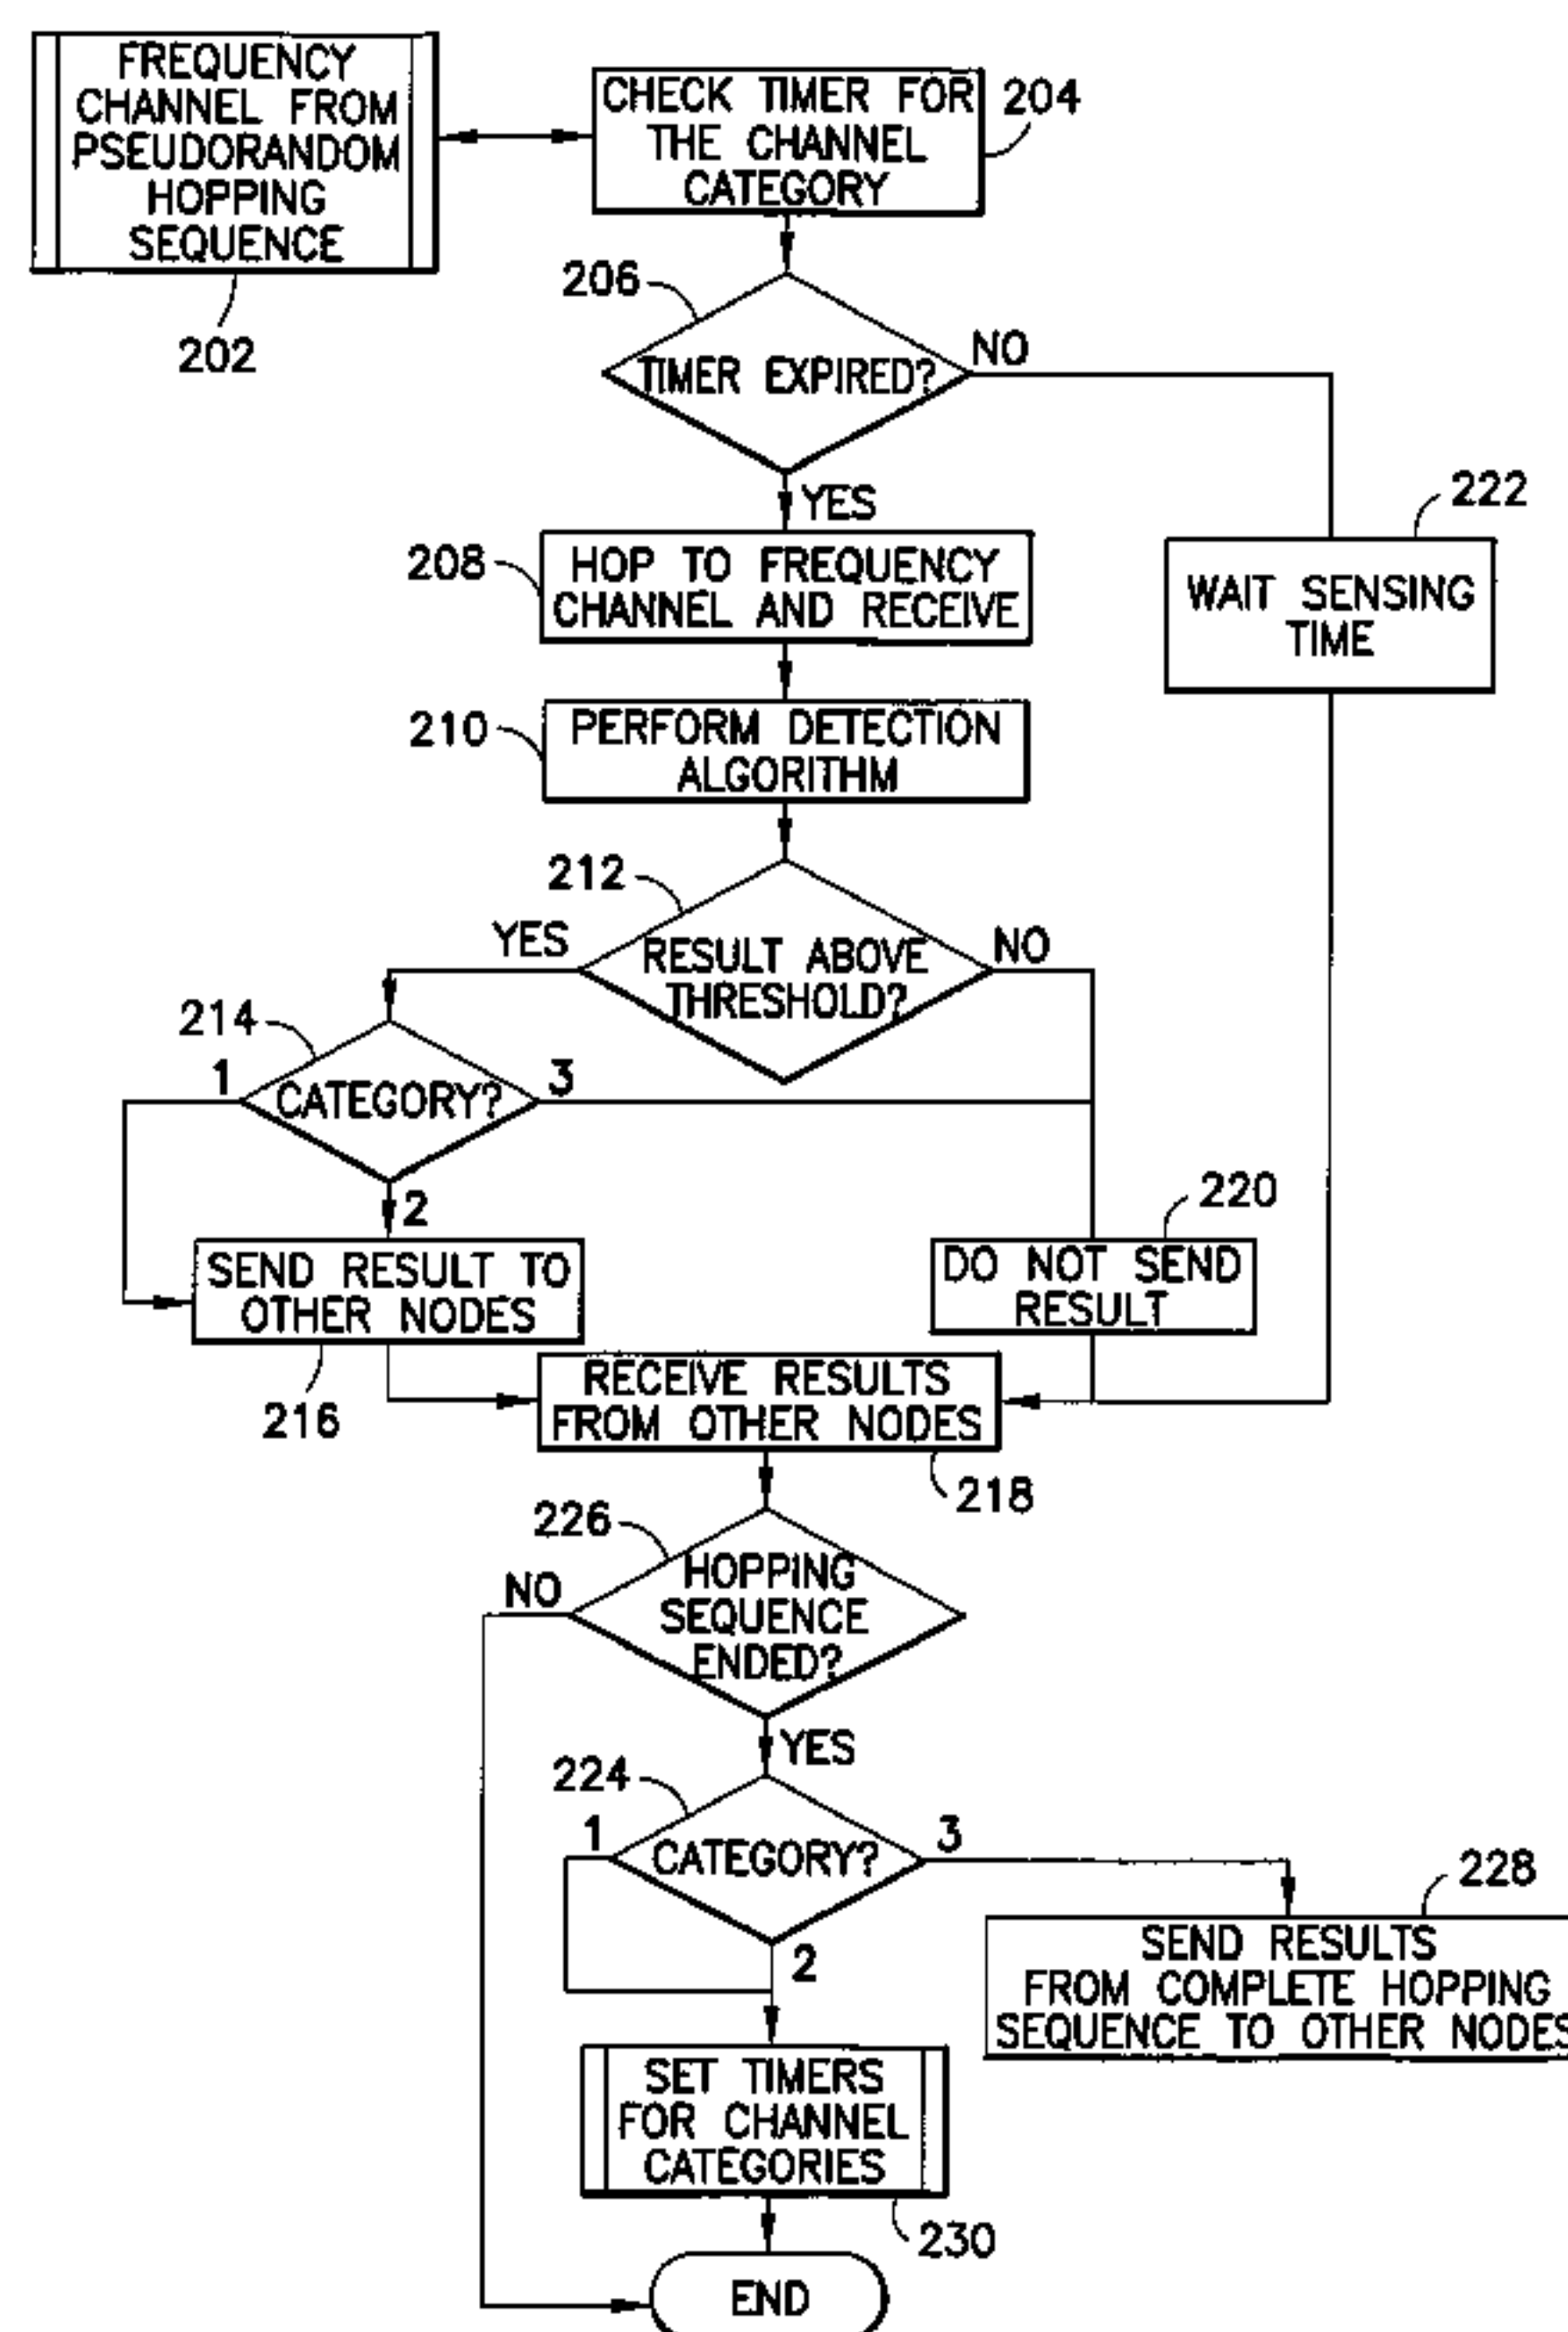 FREQUENCY
CHANNEL FROM
PSEUDORANDOM
HOPPING
SEQUENCE
202
CHECK TIMER FOR
THE CHANNEL
CATEGORY
204
206
TIMER EXPIRED?
NO
YES
222
WAIT SENSING
TIME
208
HOP TO FREQUENCY
CHANNEL AND RECEIVE
210
PERFORM DETECTION
ALGORITHM
212
YES
RESULT ABOVE
THRESHOLD?
NO
214
1
CATEGORY?
3
2
220
SEND RESULT TO
OTHER NODES
216
DO NOT SEND
RESULT
RECEIVE RESULTS
FROM OTHER NODES
218
226
NO
HOPPING
SEQUENCE
ENDED?
YES
224
1
CATEGORY?
3
2
228
SEND RESULTS
FROM COMPLETE HOPPING
SEQUENCE TO OTHER NODES
SET TIMERS
FOR CHANNEL
CATEGORIES
230
END